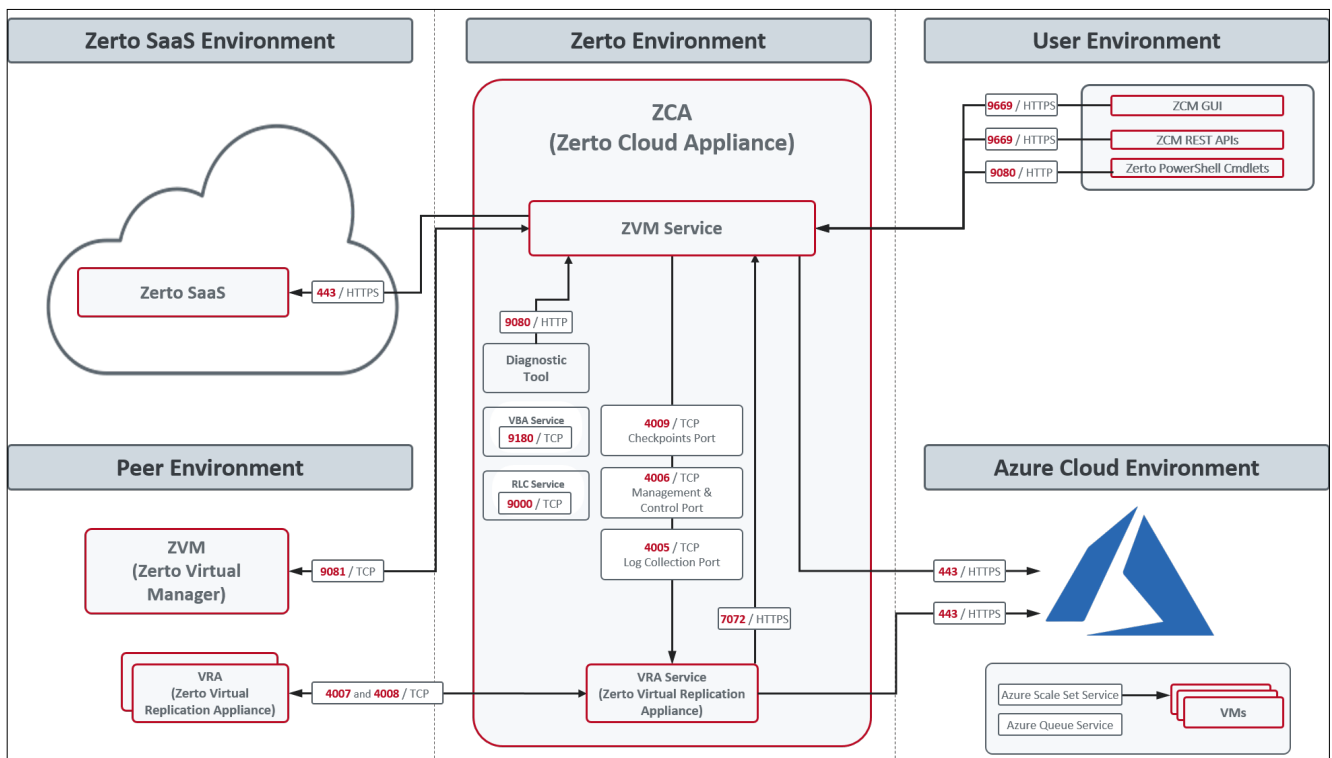 Zerto SaaS Environment
Zerto Environment
User Environment
ZCA
(Zerto Cloud Appliance)
9669 / HTTPS
ZCM GUI
9669 / HTTPS
ZCM REST APIs
9080 / HTTP
Zerto PowerShell Cmdlets
ZVM Service
Zerto SaaS
443 / HTTPS
9080 / HTTP
Diagnostic
Tool
VBA Service
9180 / TCP
RLC Service
9000 / TCP
4009 / TCP
Checkpoints Port
4006 / TCP
Management &
Control Port
4005 / TCP
Log Collection Port
7072 / HTTPS
VRA Service
(Zerto Virtual Replication
Appliance)
Peer Environment
ZVM
(Zerto Virtual
Manager)
9081 / TCP
VRA
(Zerto Virtual
Replication Appliance)
4007 and 4008 / TCP
Azure Cloud Environment
443 / HTTPS
443 / HTTPS
Azure Scale Set Service
Azure Queue Service
VMs